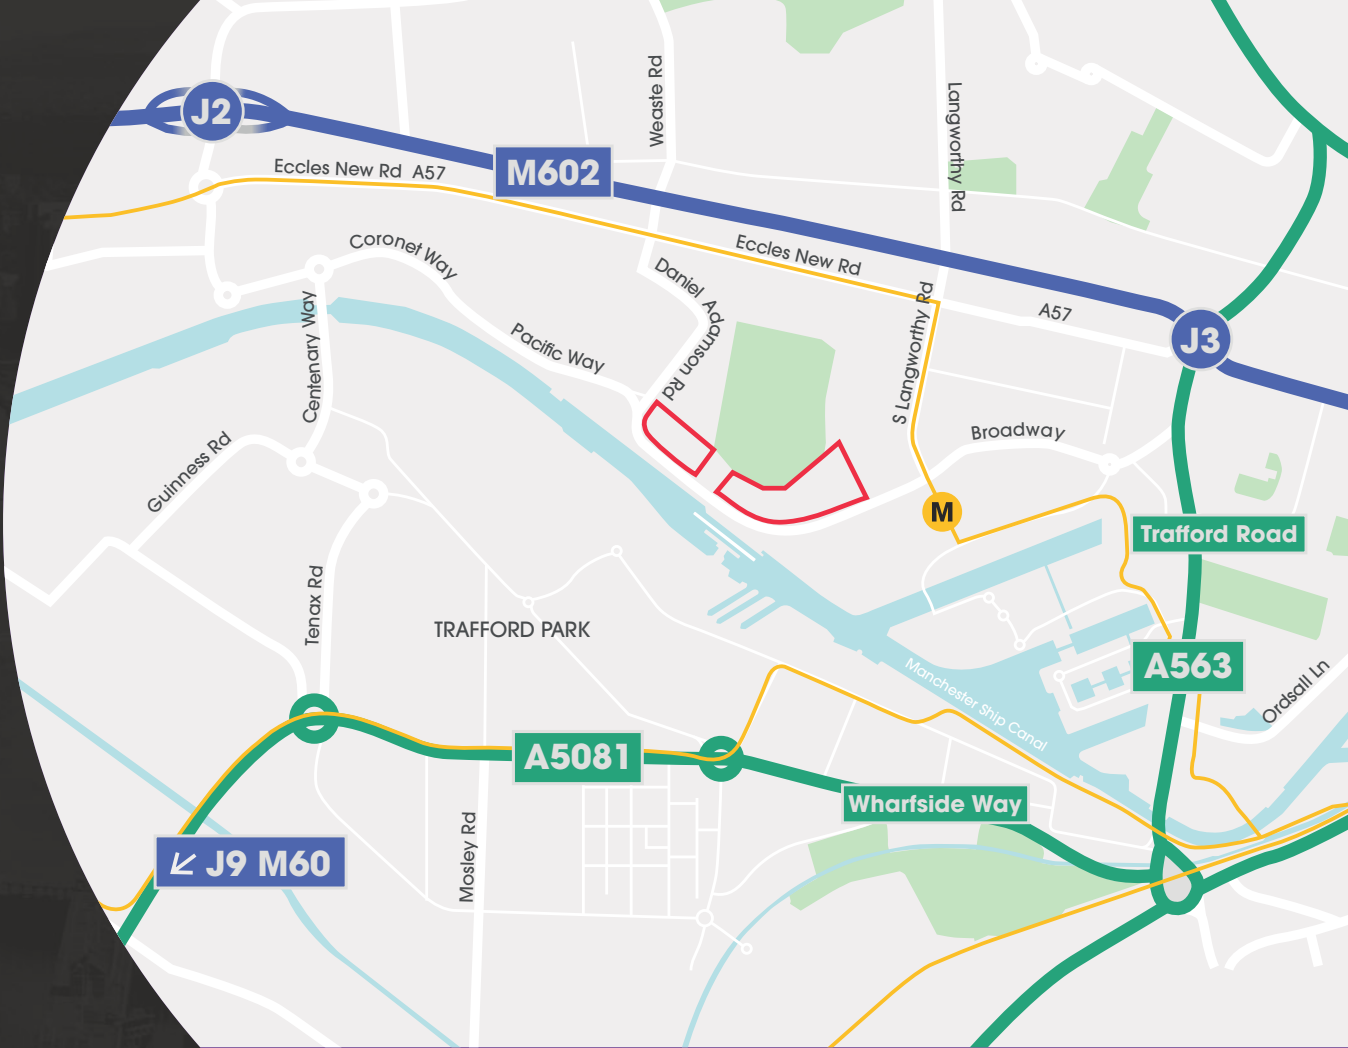 J2
Weaste Rd
Langworthy Rd
Eccles New Rd A57
M602
Coronet Way
Eccles New Rd
Daniel Adamson Rd
A57
J3
Centenary Way
Pacific Way
S Langworthy Rd
Broadway
Guinness Rd
M
Trafford Road
Tenax Rd
TRAFFORD PARK
A563
Manchester Ship Canal
Ordsall Ln
A5081
Wharfside Way
J9 M60
Mosley Rd